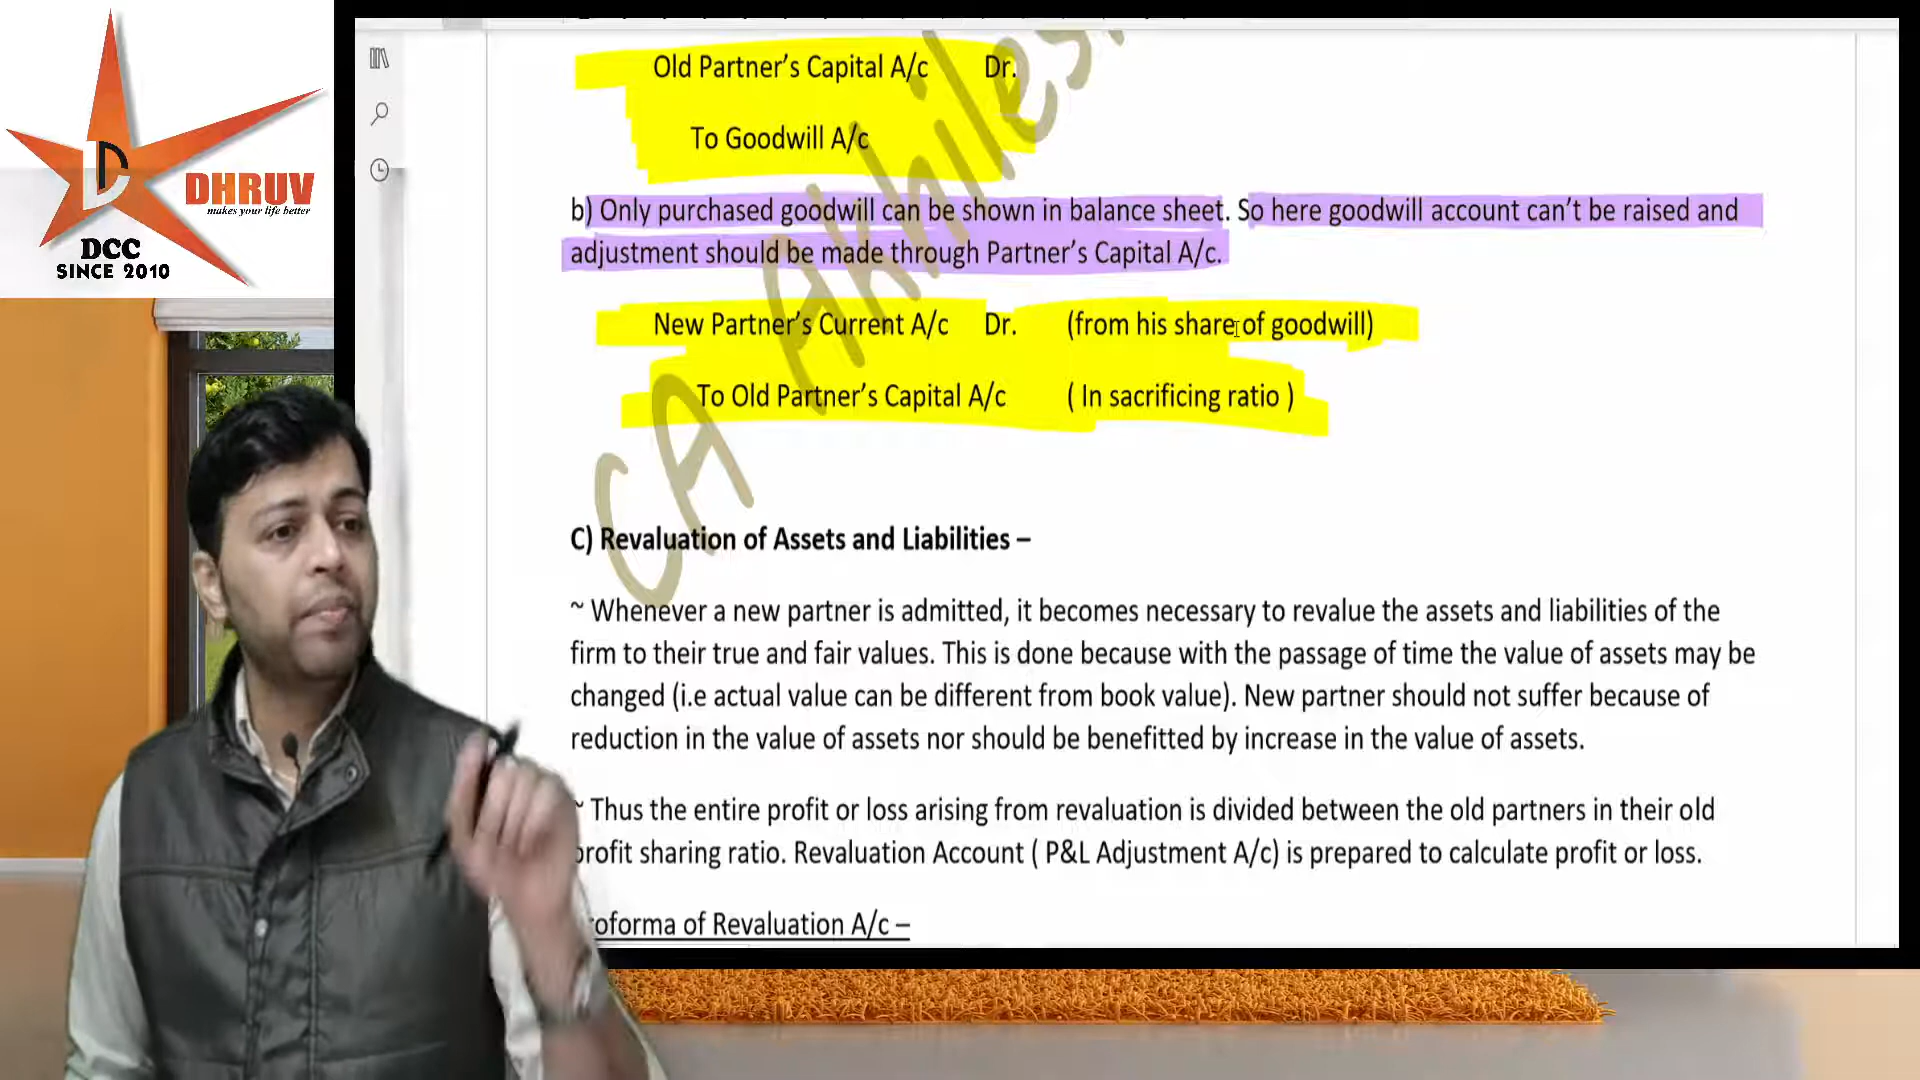 DHRUV
makes your life better
DCC
SINCE 2010
Old Partner's Capital A/c Dr.
To Goodwill A/c
b) Only purchased goodwill can be shown in balance sheet. So here goodwill account can't be raised and
adjustment should be made through Partner's Capital A/c.
New Partner's Current A/c Dr. (from his share of goodwill)
To Old Partner's Capital A/c ( In sacrificing ratio )
CA Akhiles
C) Revaluation of Assets and Liabilities –
~ Whenever a new partner is admitted, it becomes necessary to revalue the assets and liabilities of the
firm to their true and fair values. This is done because with the passage of time the value of assets may be
changed (i.e actual value can be different from book value). New partner should not suffer because of
reduction in the value of assets nor should be benefitted by increase in the value of assets.
~ Thus the entire profit or loss arising from revaluation is divided between the old partners in their old
profit sharing ratio. Revaluation Account ( P&L Adjustment A/c) is prepared to calculate profit or loss.
roforma of Revaluation A/c –